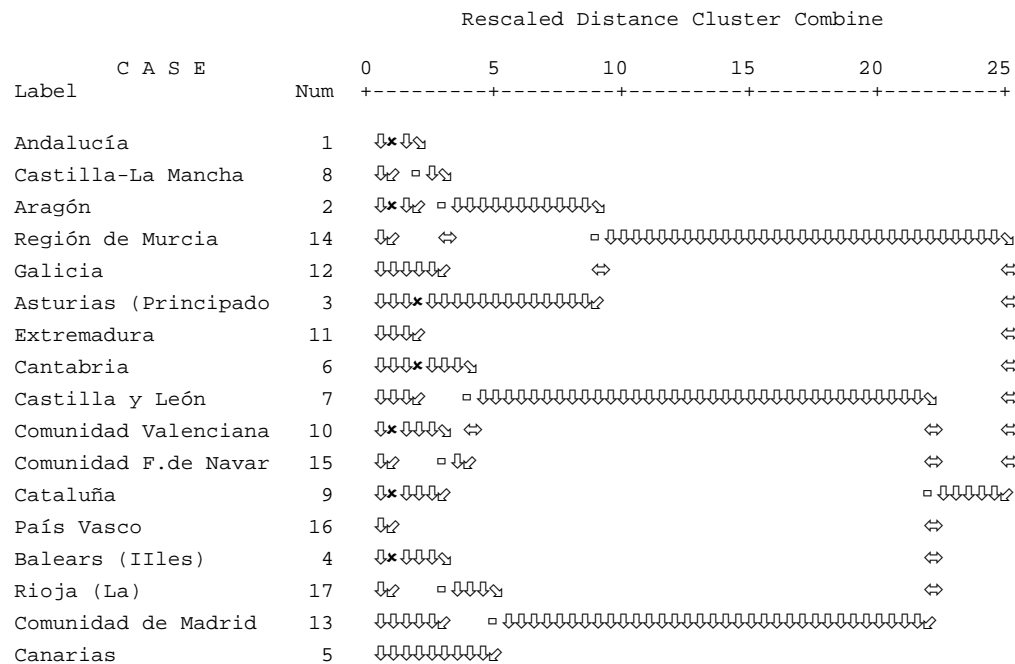 Rescaled Distance Cluster Combine
C A S E 0 5 10 15 20 25
Label Num +---------+---------+---------+---------+---------+
Andalucía 1
Castilla-La Mancha 8
Aragón 2
Región de Murcia 14
Galicia 12
Asturias (Principado 3
Extremadura 11
Cantabria 6
Castilla y León 7
Comunidad Valenciana 10
Comunidad F.de Navar 15
Cataluña 9
País Vasco 16
Balears (IIles) 4
Rioja (La) 17
Comunidad de Madrid 13
Canarias 5